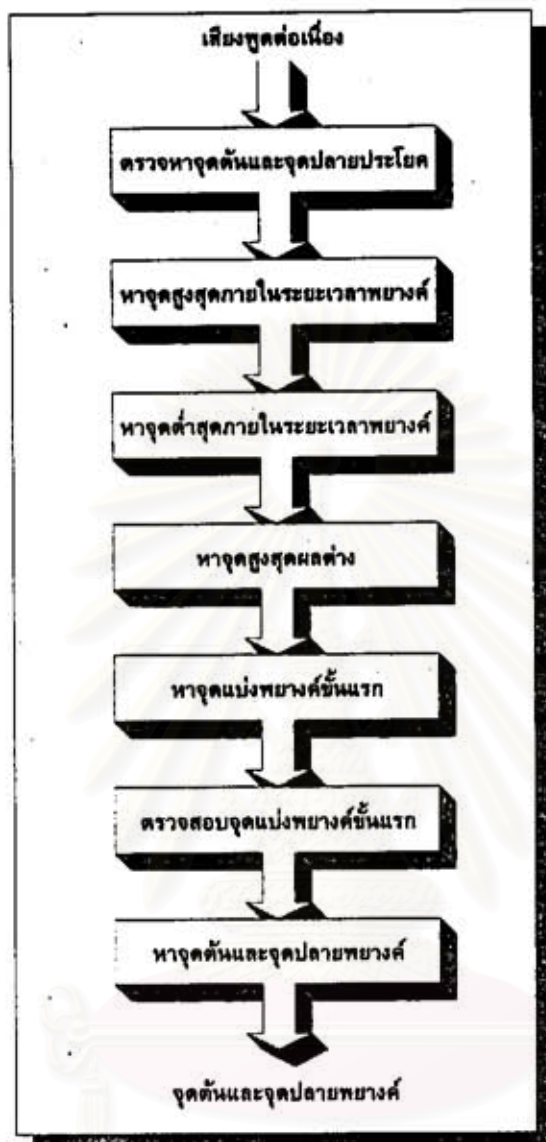 เสียงพูดต่อเนื่อง
ตรวจหาจุดต้นและจุดปลายประโยค
หาจุดสูงสุดภายในระยะเวลาพยางค์
หาจุดต่ำสุดภายในระยะเวลาพยางค์
หาจุดสูงสุดผลต่าง
หาจุดแบ่งพยางค์ขั้นแรก
ตรวจสอบจุดแบ่งพยางค์ขั้นแรก
หาจุดต้นและจุดปลายพยางค์
จุดต้นและจุดปลายพยางค์